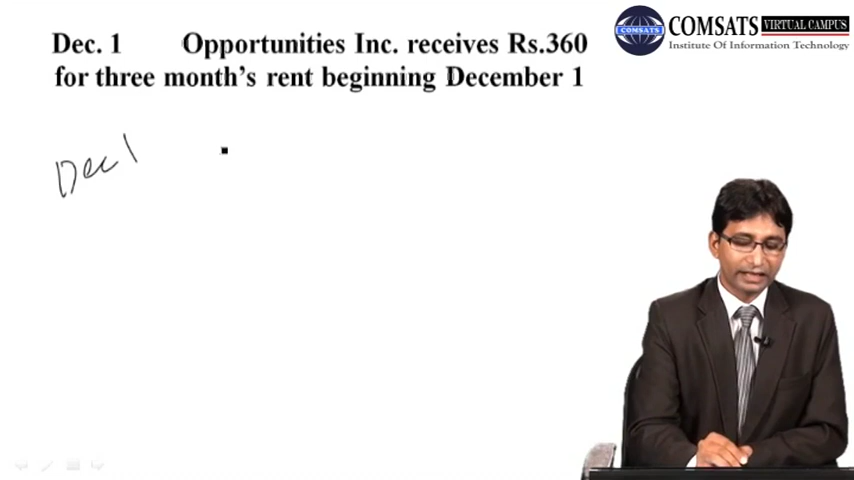 Dec. 1 Opportunities Inc. receives Rs.360
for three month's rent beginning December 1
COMSATS VIRTUAL CAMPUS
Institute Of Information Technology
COMSATS
Dec 1